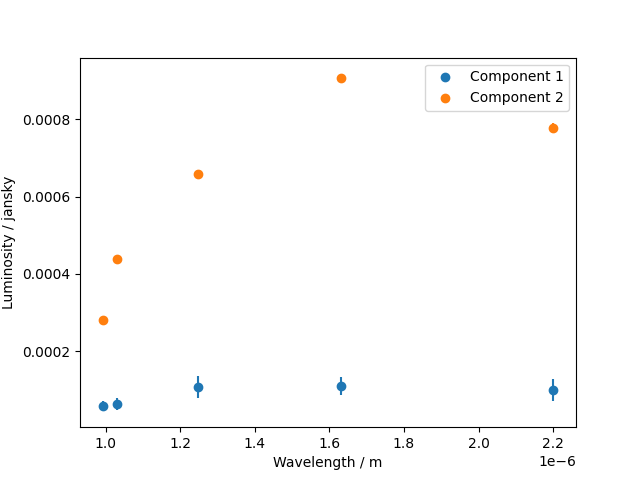 Component 1
Component 2
Luminosity / jansky
0.0008
0.0006
0.0004
0.0002
1.0 1.2 1.4 1.6 1.8 2.0 2.2
1e−6
Wavelength / m